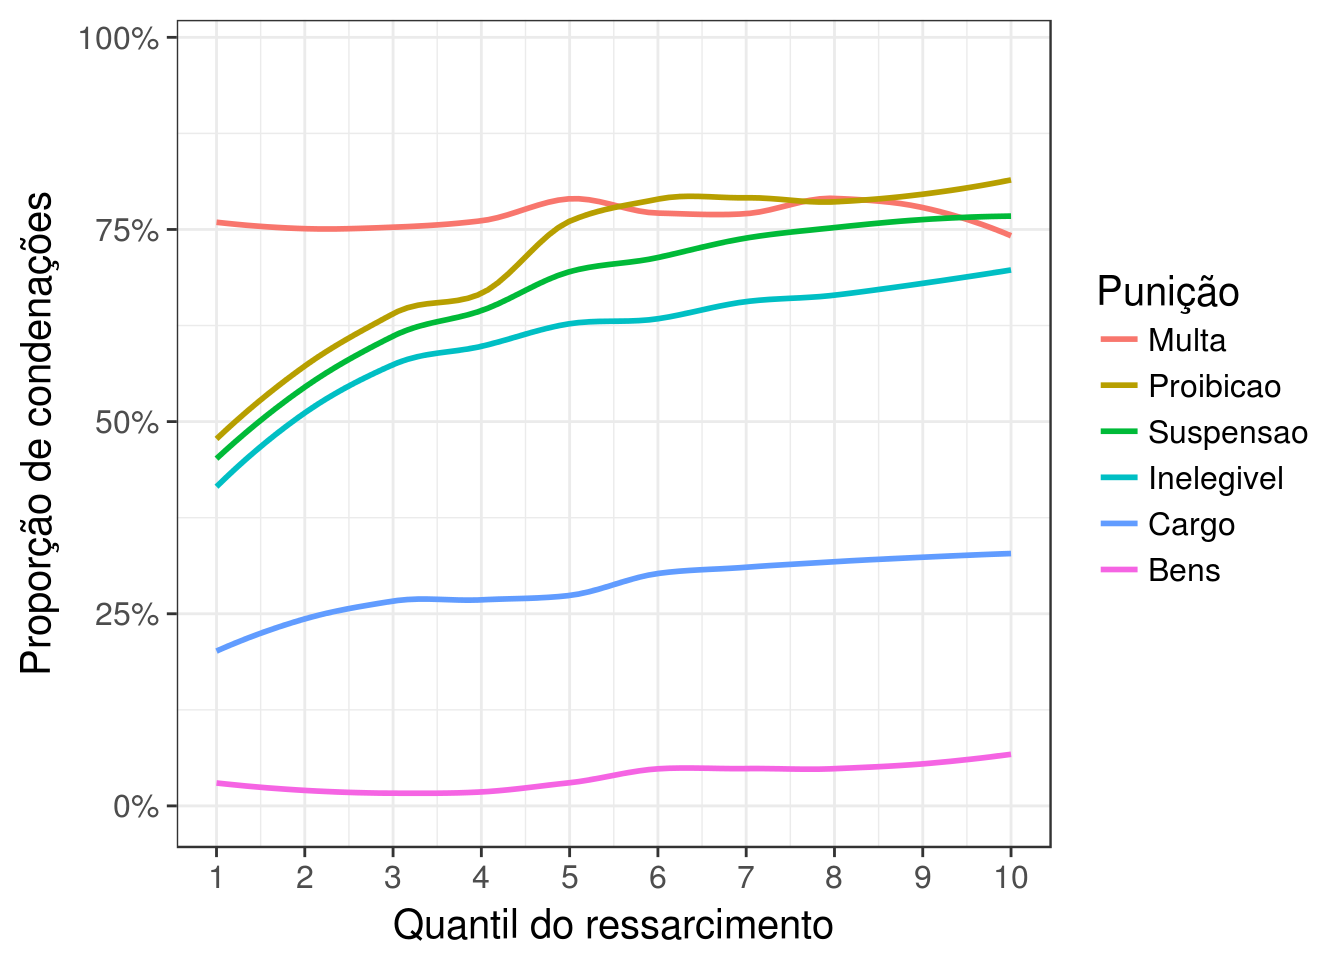 Proporção de condenações
100%
75%
50%
25%
0%
1 2 3 4 5 6 7 8 9 10
Quantil do ressarcimento
Punição
Multa
Proibicao
Suspensao
Inelegivel
Cargo
Bens